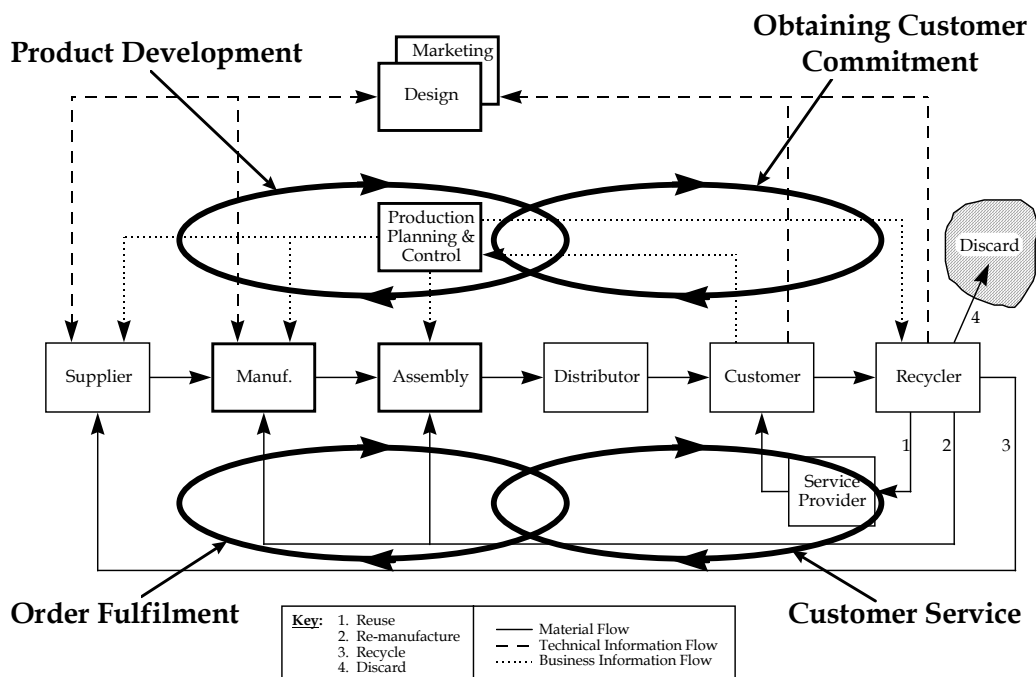 Product Development
Obtaining Customer
Commitment
Marketing
Design
Production
Planning &
Control
Discard
4
Supplier
Manuf.
Assembly
Distributor
Customer
Recycler
1
2
3
Service
Provider
Order Fulfilment
Customer Service
Key: 1. Reuse
2. Re-manufacture
3. Recycle
4. Discard
Material Flow
Technical Information Flow
Business Information Flow